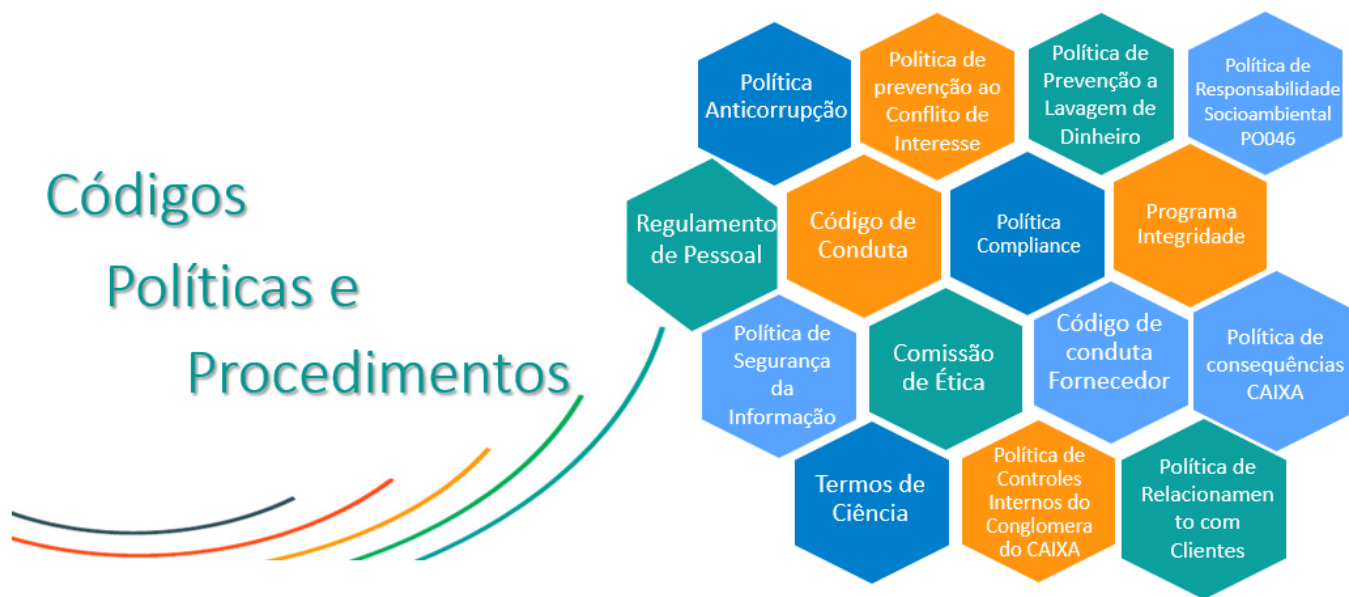 Códigos
Políticas e
Procedimentos
Política
Anticorrupção
Politica de
prevenção ao
Conflito de
Interesse
Política de
Prevenção a
Lavagem de
Dinheiro
Política de
Responsabilidade
Socioambiental
PO046
Regulamento
de Pessoal
Código de
Conduta
Política
Compliance
Programa
Integridade
Política de
Segurança
da
Informação
Comissão
de Ética
Código de
conduta
Fornecedor
Política de
consequências
CAIXA
Termos de
Ciência
Política de
Controles
Internos do
Conglomera
do CAIXA
Política de
Relacionamen
to com
Clientes